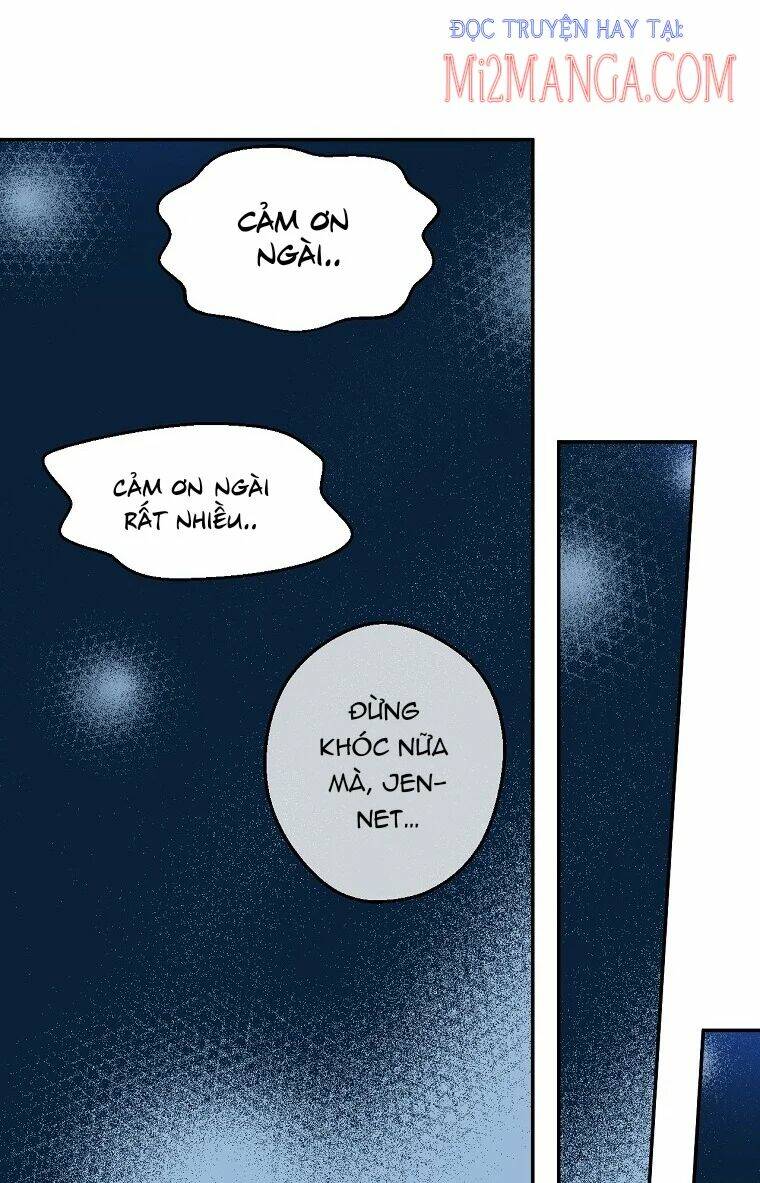 ĐỌC TRUYỆN HAY TẠI:
MI2MANGA.COM
CẢM ƠN
NGÀI..
CẢM ƠN NGÀI
RẤT NHIỀU..
ĐỪNG
KHÓC NỮA
MÀ, JEN-
NET...